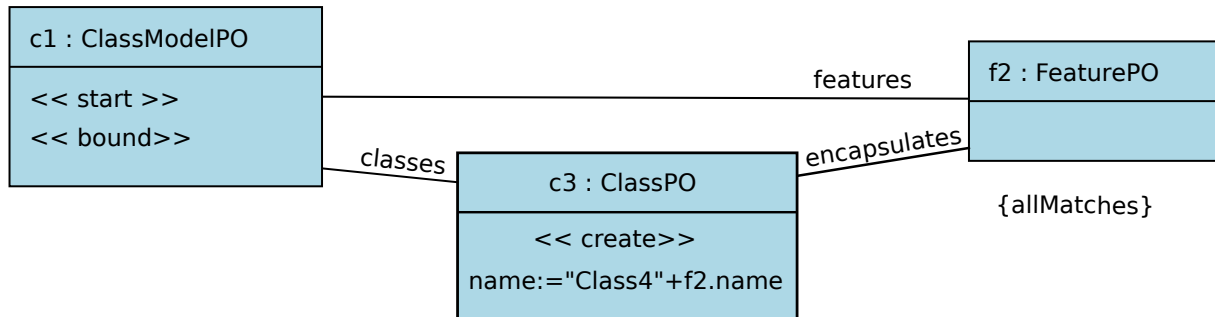 c1 : ClassModelPO
<< start >>
<< bound>>
features
f2 : FeaturePO
classes
encapsulates
c3 : ClassPO
<< create>>
name:="Class4"+f2.name
{allMatches}